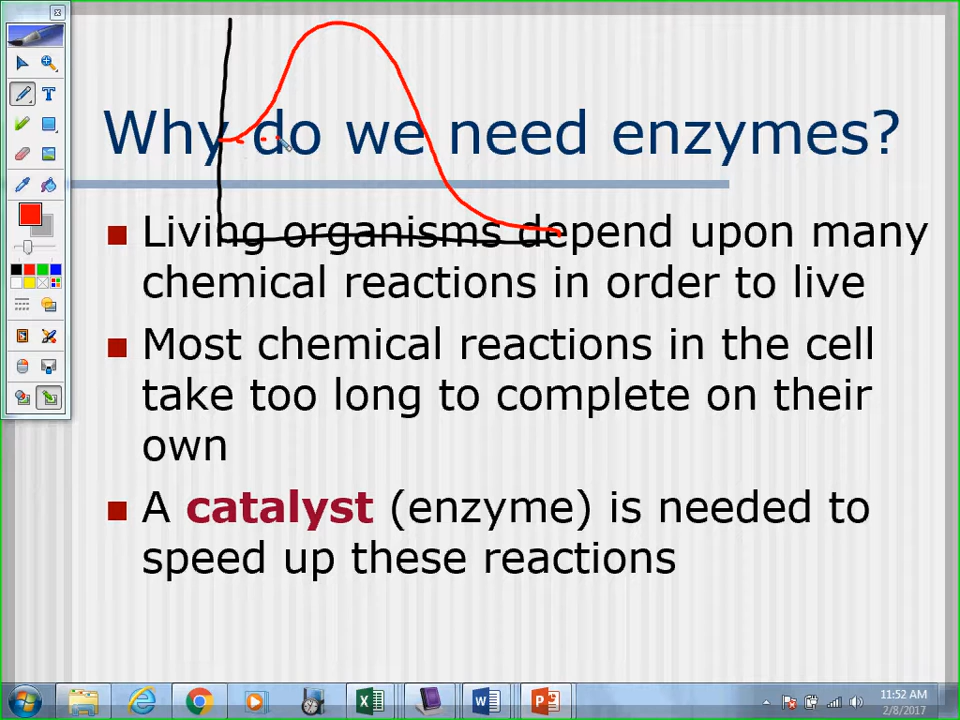 Why do we need enzymes?
Living organisms depend upon many
chemical reactions in order to live
Most chemical reactions in the cell
take too long to complete on their
own
A catalyst (enzyme) is needed to
speed up these reactions
11:52 AM
2/8/2017